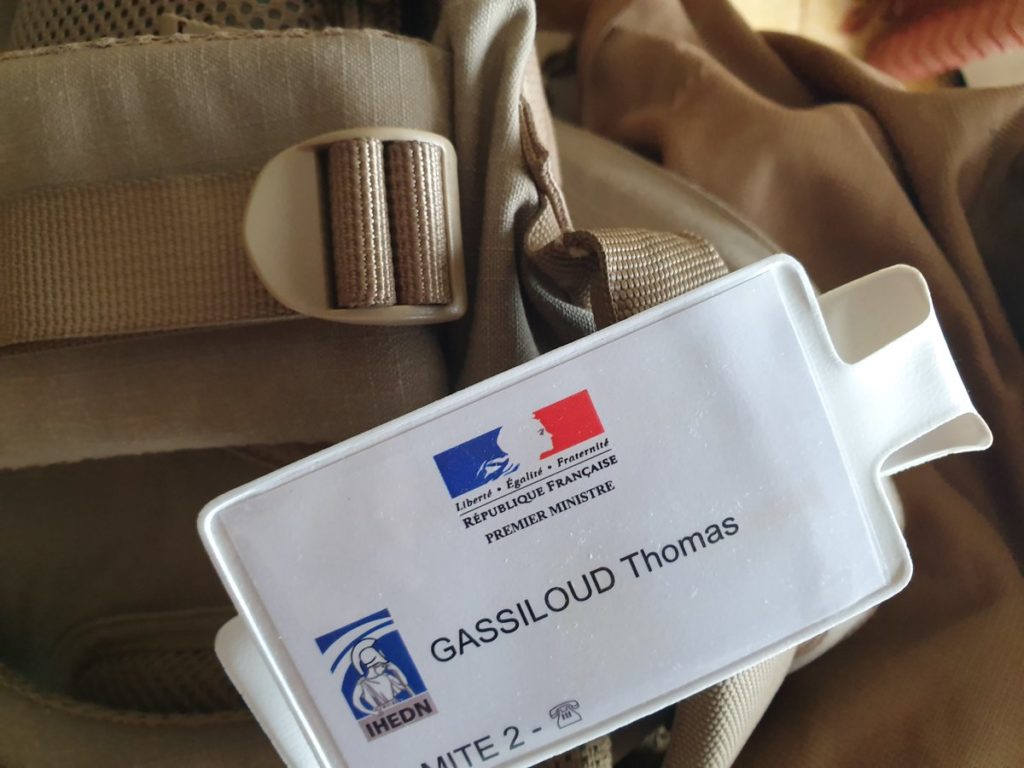 Liberté • Égalité • Fraternité
RÉPUBLIQUE FRANÇAISE
PREMIER MINISTRE
GASSILOUD Thomas
IHEDN
MITE 2 - ☏